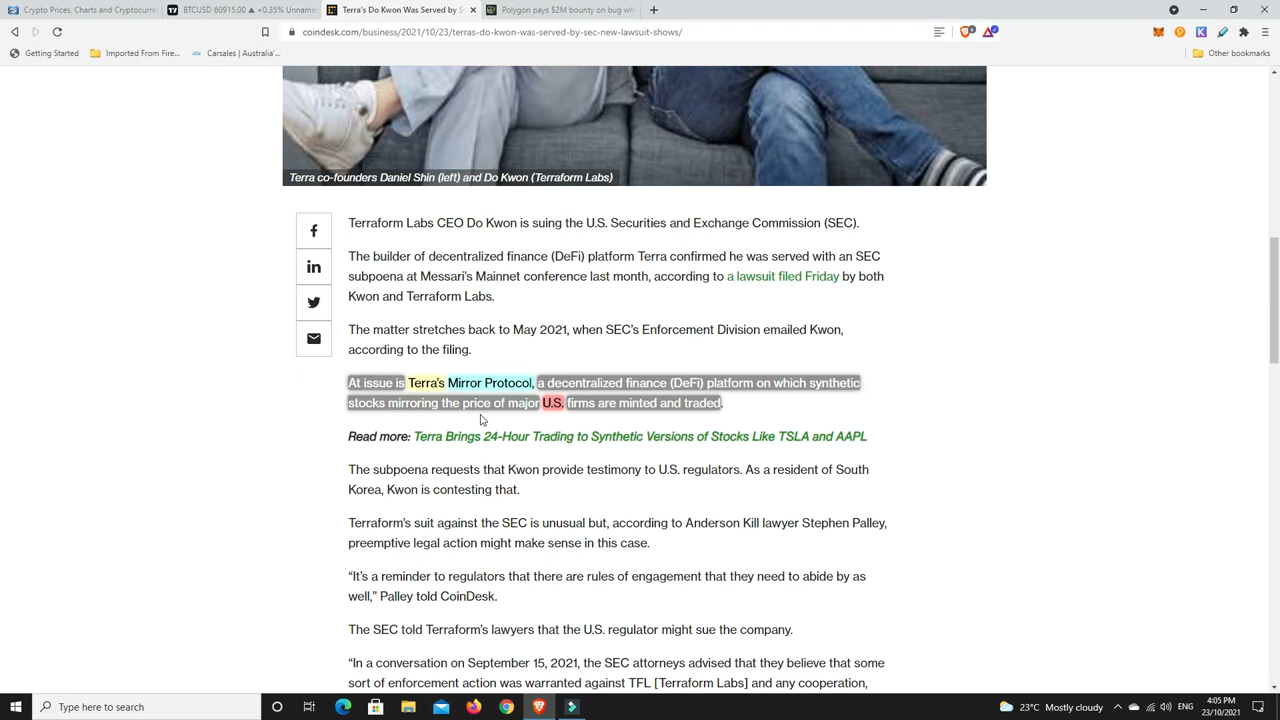 Crypto Prices, Charts and Cryptocurr
BTCUSD 60915.00 ▲ +0.35% Unname
Terra's Do Kwon Was Served by S
Polygon pays $2M bounty on bug wh
coindesk.com/business/2021/10/23/terras-do-kwon-was-served-by-sec-new-lawsuit-shows/
Getting Started
Imported From Fire...
Carsales | Australia'...
Other bookmarks
Terra co-founders Daniel Shin (left) and Do Kwon (Terraform Labs)
Terraform Labs CEO Do Kwon is suing the U.S. Securities and Exchange Commission (SEC).
The builder of decentralized finance (DeFi) platform Terra confirmed he was served with an SEC
subpoena at Messari's Mainnet conference last month, according to a lawsuit filed Friday by both
Kwon and Terraform Labs.
The matter stretches back to May 2021, when SEC's Enforcement Division emailed Kwon,
according to the filing.
At issue is Terra's Mirror Protocol, a decentralized finance (DeFi) platform on which synthetic
stocks mirroring the price of major U.S. firms are minted and traded.
Read more: Terra Brings 24-Hour Trading to Synthetic Versions of Stocks Like TSLA and AAPL
The subpoena requests that Kwon provide testimony to U.S. regulators. As a resident of South
Korea, Kwon is contesting that.
Terraform's suit against the SEC is unusual but, according to Anderson Kill lawyer Stephen Palley,
preemptive legal action might make sense in this case.
“It's a reminder to regulators that there are rules of engagement that they need to abide by as
well,” Palley told CoinDesk.
The SEC told Terraform's lawyers that the U.S. regulator might sue the company.
“In a conversation on September 15, 2021, the SEC attorneys advised that they believe that some
sort of enforcement action was warranted against TFL [Terraform Labs] and any cooperation,
Type here to search
23°C Mostly cloudy
ENG
4:05 PM
23/10/2021